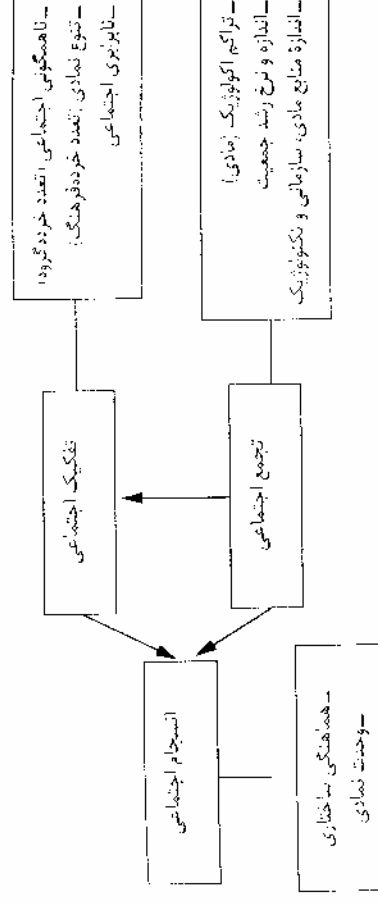 ـ ناهمگونی اجتماعی (تعدد خرده‌گروه)
ـ تنوع نمادی (تعدد خرده‌فرهنگ)
ـ نابرابری اجتماعی
ـ تراکم اکولوژیک (مادی)
ـ اندازه و نرخ رشد جمعیت
ـ اندازهٔ منابع مادی، سازمانی و تکنولوژیک
تفکیک اجتماعی
تجمع اجتماعی
انسجام اجتماعی
ـ هماهنگی ساختاری
ـ وحدت نمادی